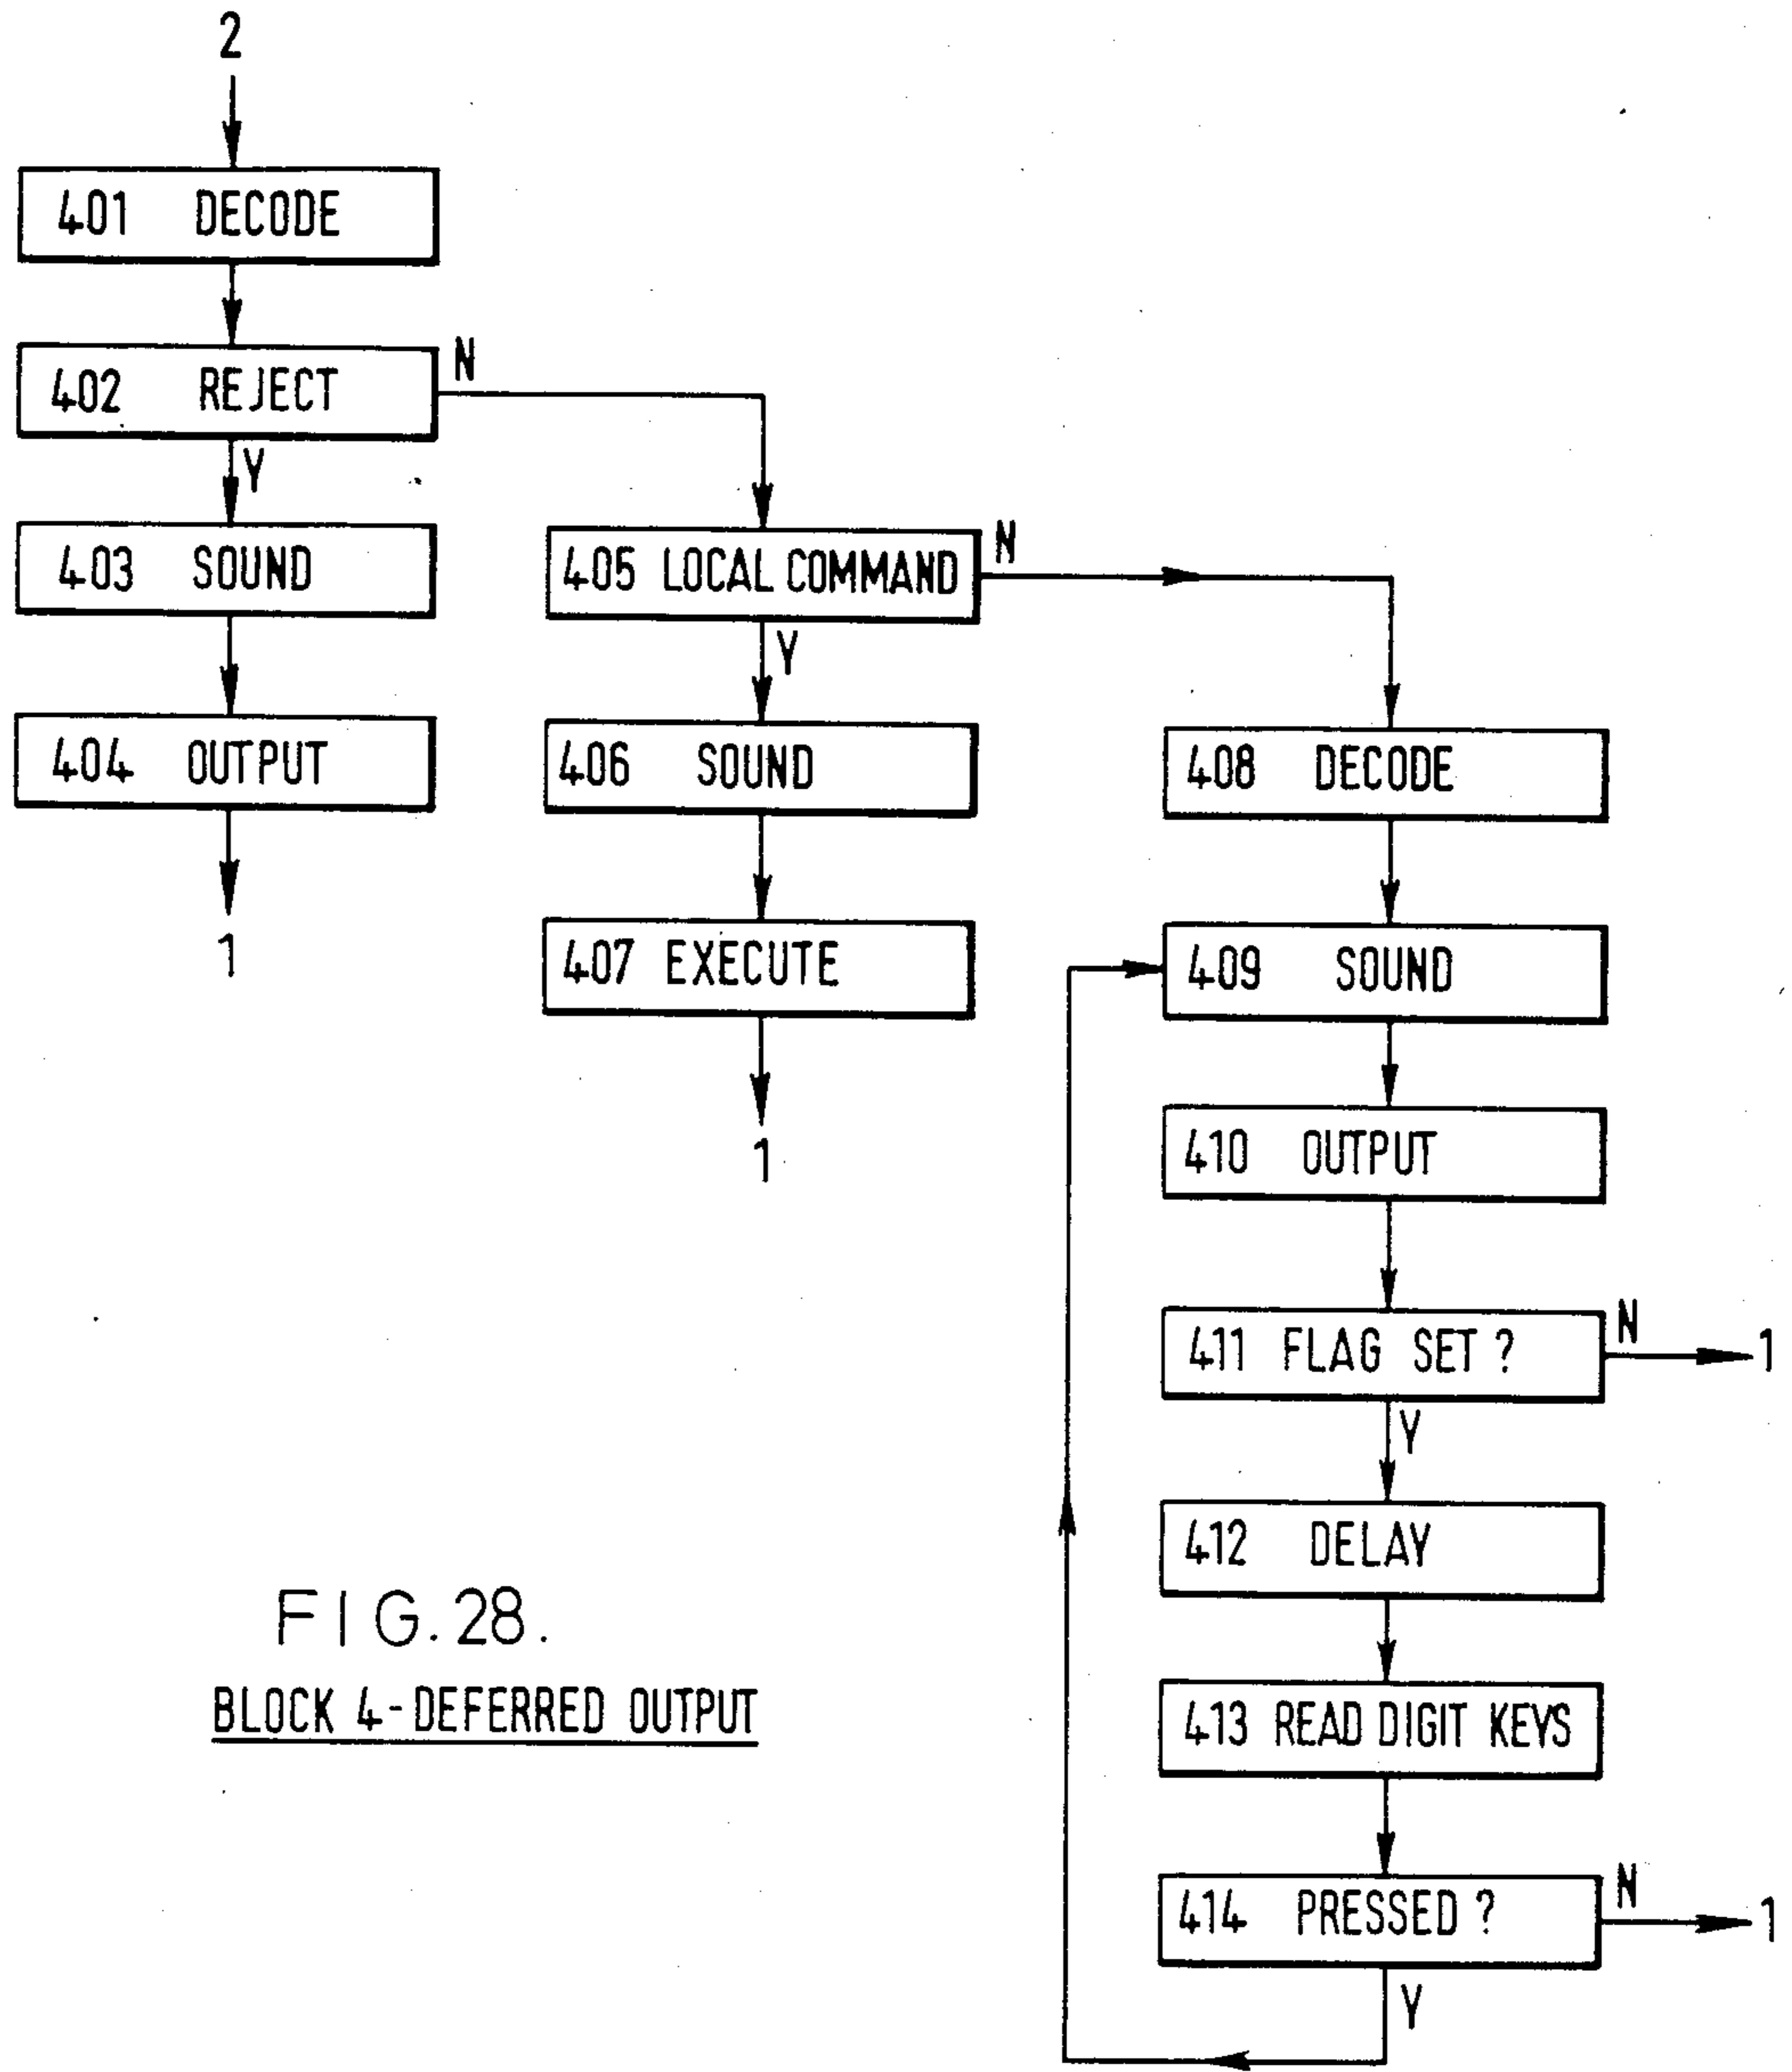 2
401 DECODE
402 REJECT
N
Y
403 SOUND
404 OUTPUT
1
405 LOCAL COMMAND
N
Y
406 SOUND
407 EXECUTE
1
408 DECODE
409 SOUND
410 OUTPUT
411 FLAG SET ?
N
1
Y
412 DELAY
413 READ DIGIT KEYS
414 PRESSED ?
N
1
Y
FIG. 28.
BLOCK 4-DEFERRED OUTPUT